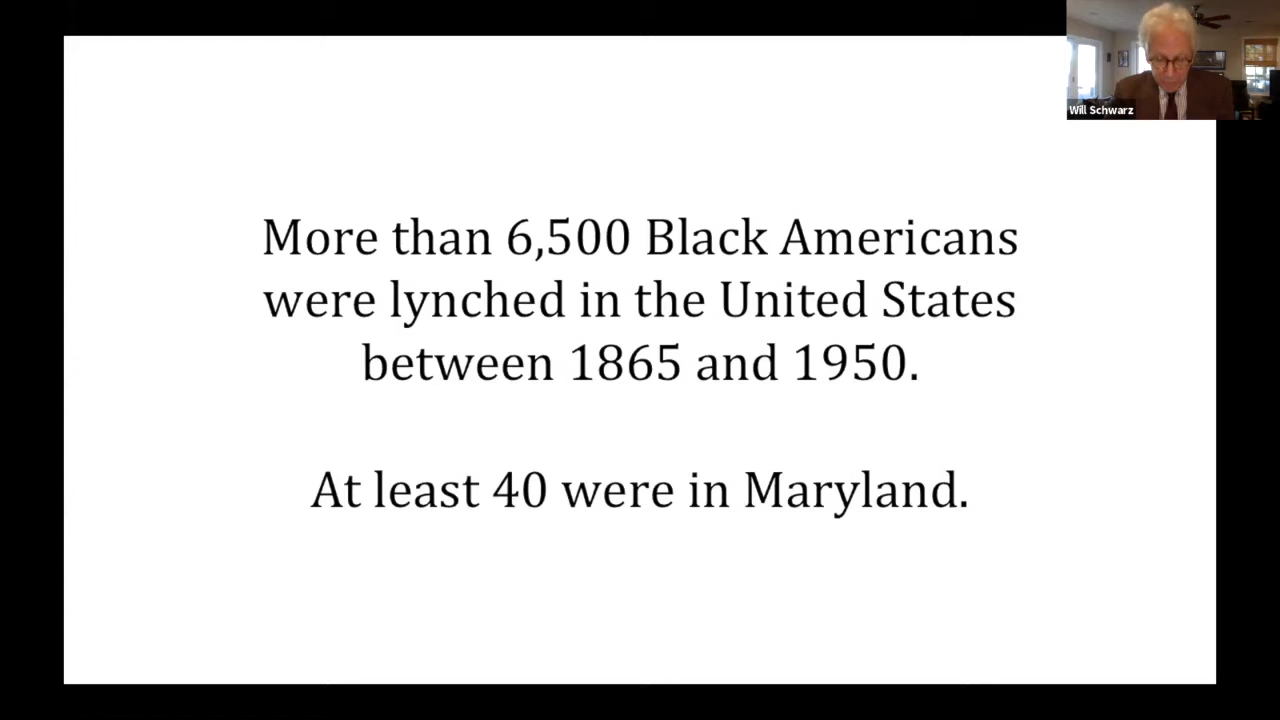 Will Schwarz
More than 6,500 Black Americans
were lynched in the United States
between 1865 and 1950.
At least 40 were in Maryland.